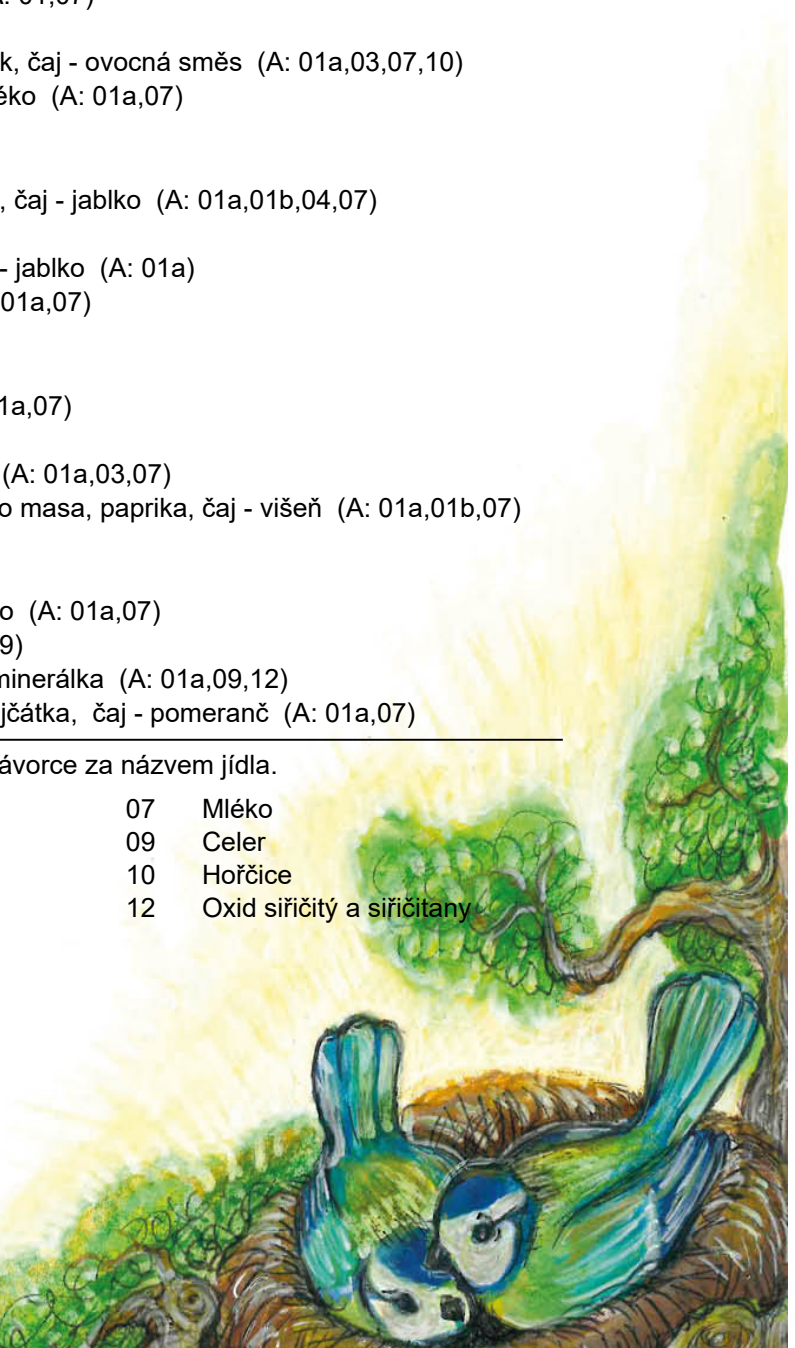 k, čaj - ovocná směs (A: 01a,03,07,10)
éko (A: 01a,07)
, čaj - jablko (A: 01a,01b,04,07)
- jablko (A: 01a)
01a,07)
1a,07)
(A: 01a,03,07)
o masa, paprika, čaj - višeň (A: 01a,01b,07)
o (A: 01a,07)
9)
minerálka (A: 01a,09,12)
jčátka, čaj - pomeranč (A: 01a,07)
ávorce za názvem jídla.
07 Mléko
09 Celer
10 Hořčice
12 Oxid siřičitý a siřičitany